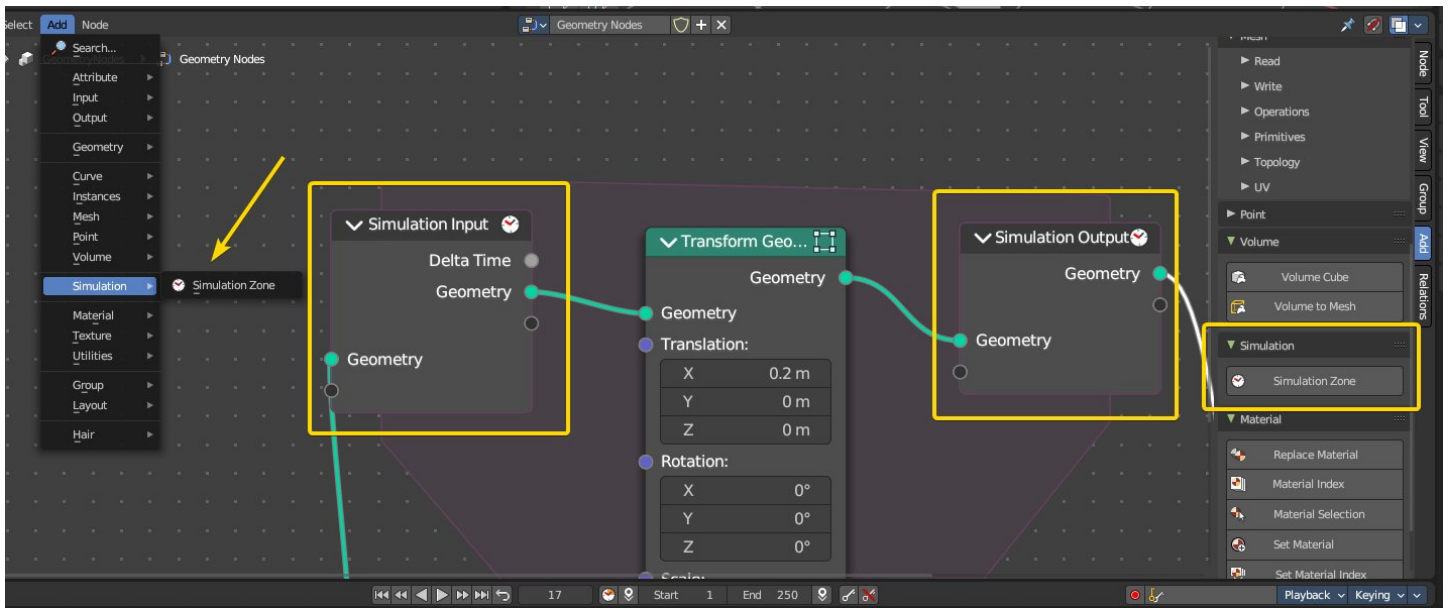 Select Add Node
Geometry Nodes
Search...
GeometryNodes Geometry Nodes
Attribute
Input
Output
Geometry
Curve
Instances
Mesh
Point
Volume
Simulation
Simulation Zone
Material
Texture
Utilities
Group
Layout
Hair
Simulation Input
Delta Time
Geometry
Geometry
Transform Geo...
Geometry
Geometry
Translation:
X 0.2 m
Y 0 m
Z 0 m
Rotation:
X 0°
Y 0°
Z 0°
Scale:
Simulation Output
Geometry
Geometry
Mesh
Read
Write
Operations
Primitives
Topology
UV
Point
Volume
Volume Cube
Volume to Mesh
Simulation
Simulation Zone
Material
Replace Material
Material Index
Material Selection
Set Material
Set Material Index
Node
Tool
View
Group
Add
Relations
17 Start 1 End 250
Playback Keying